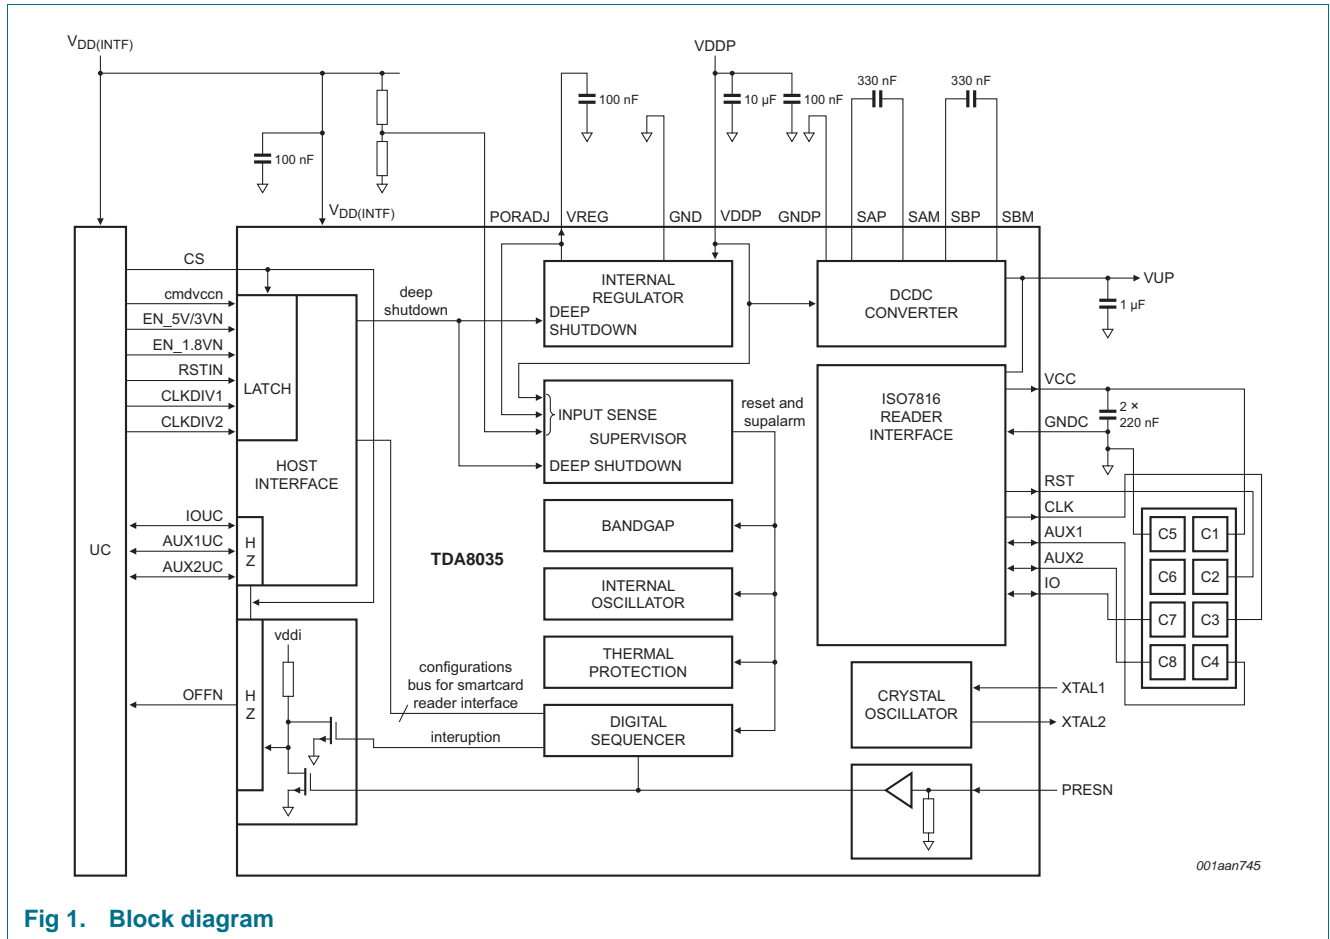 VDD(INTF)
VDDP
100 nF
10 µF
100 nF
330 nF
330 nF
100 nF
VDD(INTF)
PORADJ
VREG
GND
VDDP
GNDP
SAP
SAM
SBP
SBM
CS
cmdvccn
EN_5V/3VN
EN_1.8VN
RSTIN
CLKDIV1
CLKDIV2
LATCH
HOST
INTERFACE
deep
shutdown
INTERNAL
REGULATOR
DEEP
SHUTDOWN
DCDC
CONVERTER
VUP
1 µF
INPUT SENSE
SUPERVISOR
DEEP SHUTDOWN
reset and
supalarm
ISO7816
READER
INTERFACE
VCC
2 ×
220 nF
GNDC
RST
CLK
AUX1
AUX2
IO
C5
C1
C6
C2
C7
C3
C8
C4
UC
IOUC
AUX1UC
AUX2UC
H
Z
TDA8035
BANDGAP
INTERNAL
OSCILLATOR
THERMAL
PROTECTION
DIGITAL
SEQUENCER
vddi
OFFN
H
Z
configurations
bus for smartcard
reader interface
interuption
CRYSTAL
OSCILLATOR
XTAL1
XTAL2
PRESN
001aan745
Fig 1. Block diagram